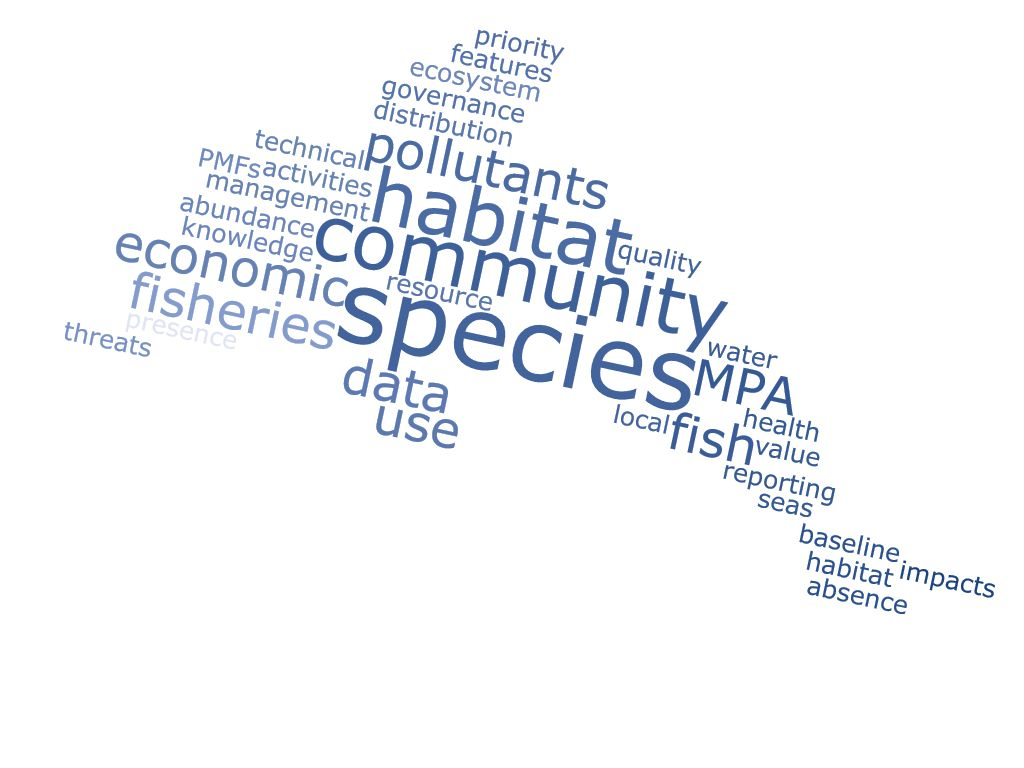 priority
features
ecosystem
governance
distribution
technical
pollutants
PMFs activities
management
habitat
abundance
knowledge
community
quality
economic
resource
fisheries
species
presence
threats
water
data
MPA
use
local
fish
health
value
reporting
seas
baseline
habitat
impacts
absence